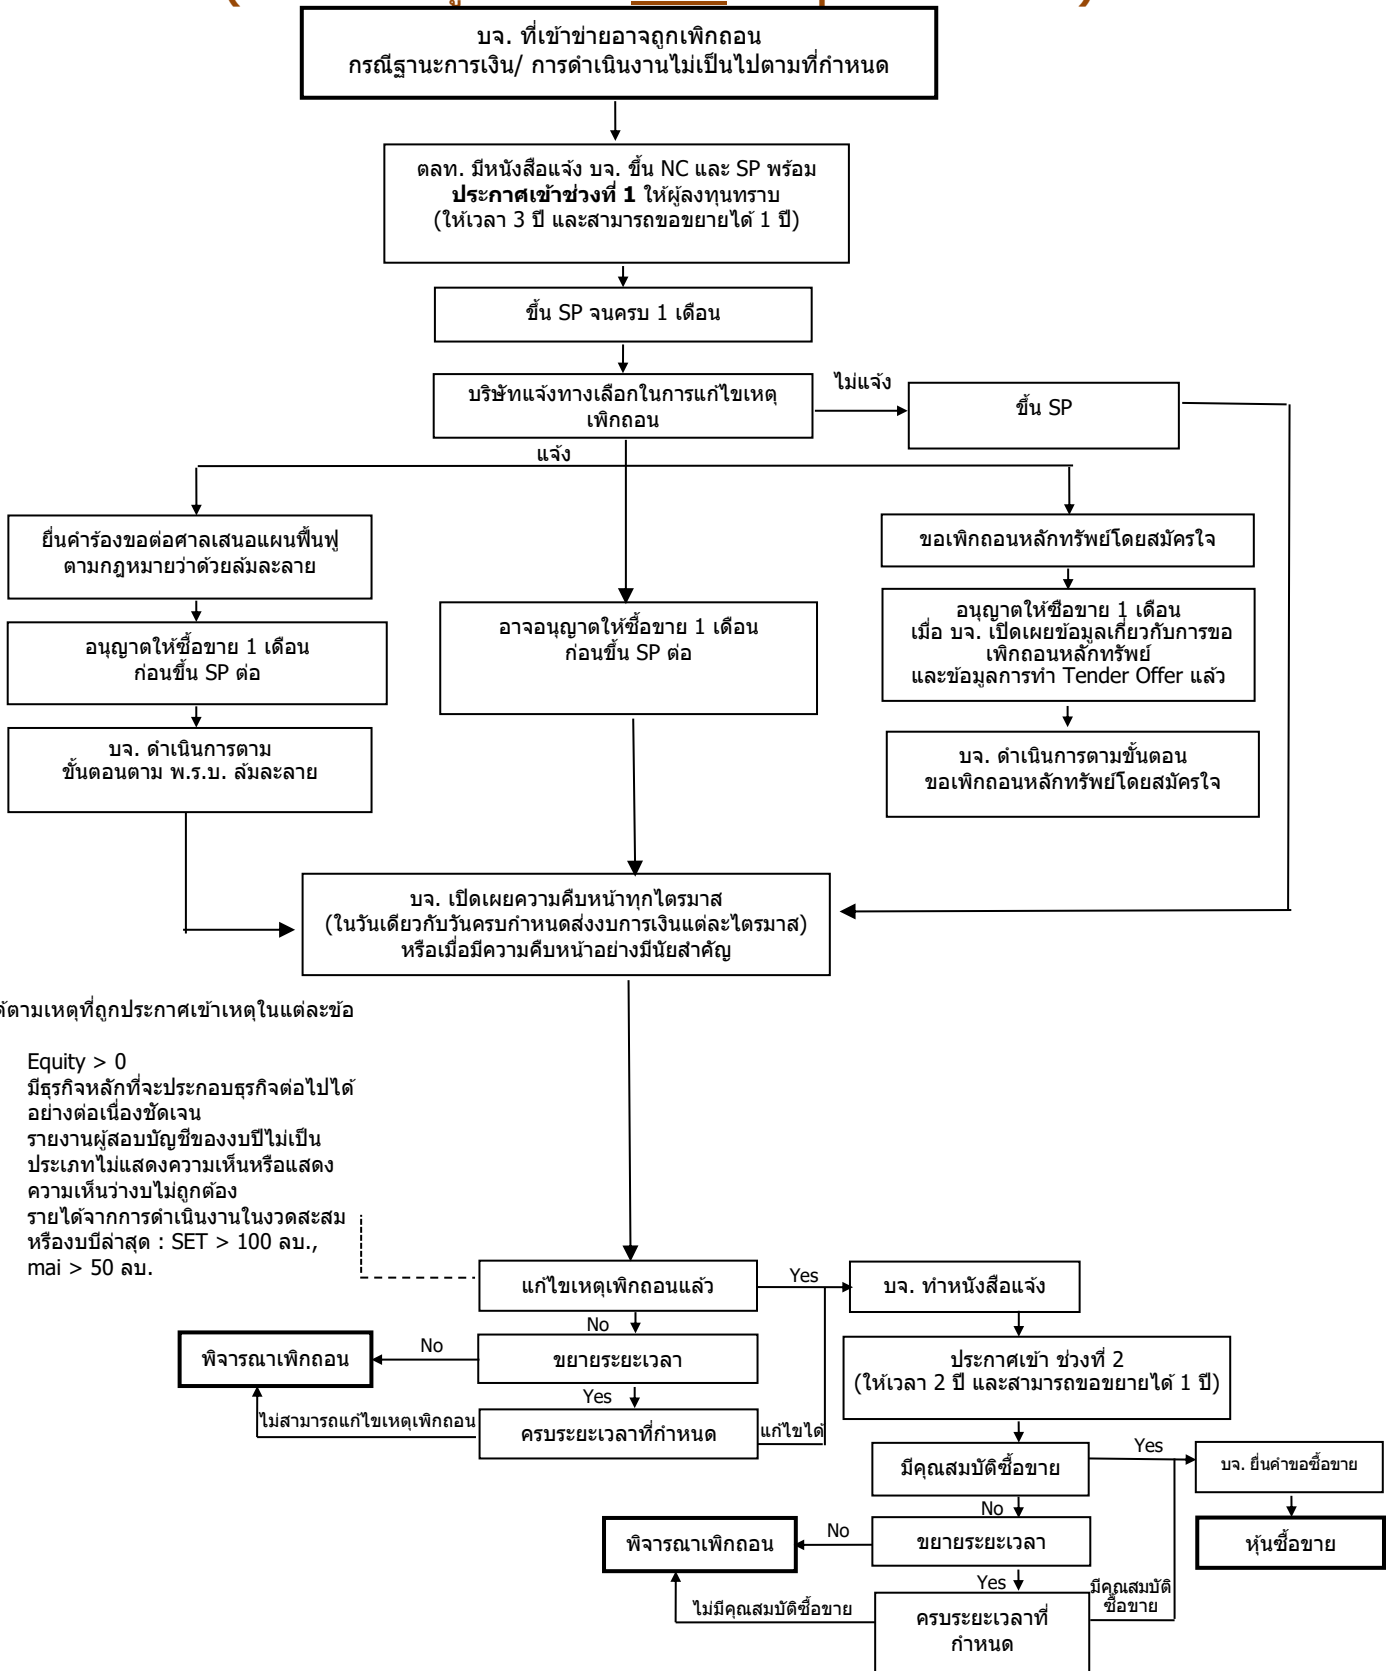 บจ. ที่เข้าข่ายอาจถูกเพิกถอน
กรณีฐานะการเงิน/ การดำเนินงานไม่เป็นไปตามที่กำหนด
ตลท. มีหนังสือแจ้ง บจ. ขึ้น NC และ SP พร้อม
ประกาศเข้าช่วงที่ 1 ให้ผู้ลงทุนทราบ
(ให้เวลา 3 ปี และสามารถขอขยายได้ 1 ปี)
ขึ้น SP จนครบ 1 เดือน
บริษัทแจ้งทางเลือกในการแก้ไขเหตุ
เพิกถอน
ไม่แจ้ง
ขึ้น SP
แจ้ง
ยื่นคำร้องขอต่อศาลเสนอแผนฟื้นฟู
ตามกฎหมายว่าด้วยล้มละลาย
อนุญาตให้ซื้อขาย 1 เดือน
ก่อนขึ้น SP ต่อ
บจ. ดำเนินการตาม
ขั้นตอนตาม พ.ร.บ. ล้มละลาย
อาจอนุญาตให้ซื้อขาย 1 เดือน
ก่อนขึ้น SP ต่อ
ขอเพิกถอนหลักทรัพย์โดยสมัครใจ
อนุญาตให้ซื้อขาย 1 เดือน
เมื่อ บจ. เปิดเผยข้อมูลเกี่ยวกับการขอ
เพิกถอนหลักทรัพย์
และข้อมูลการทำ Tender Offer แล้ว
บจ. ดำเนินการตามขั้นตอน
ขอเพิกถอนหลักทรัพย์โดยสมัครใจ
บจ. เปิดเผยความคืบหน้าทุกไตรมาส
(ในวันเดียวกับวันครบกำหนดส่งงบการเงินแต่ละไตรมาส)
หรือเมื่อมีความคืบหน้าอย่างมีนัยสำคัญ
ตามเหตุที่ถูกประกาศเข้าเหตุในแต่ละข้อ
Equity > 0
มีธุรกิจหลักที่จะประกอบธุรกิจต่อไปได้
อย่างต่อเนื่องชัดเจน
รายงานผู้สอบบัญชีของงบปีไม่เป็น
ประเภทไม่แสดงความเห็นหรือแสดง
ความเห็นว่างบไม่ถูกต้อง
รายได้จากการดำเนินงานในงวดสะสม
หรืองบปีล่าสุด : SET > 100 ลบ.,
mai > 50 ลบ.
แก้ไขเหตุเพิกถอนแล้ว
Yes
บจ. ทำหนังสือแจ้ง
No
ขยายระยะเวลา
No
พิจารณาเพิกถอน
Yes
ครบระยะเวลาที่กำหนด
ไม่สามารถแก้ไขเหตุเพิกถอน
แก้ไขได้
ประกาศเข้า ช่วงที่ 2
(ให้เวลา 2 ปี และสามารถขอขยายได้ 1 ปี)
มีคุณสมบัติซื้อขาย
Yes
บจ. ยื่นคำขอซื้อขาย
หุ้นซื้อขาย
No
ขยายระยะเวลา
No
พิจารณาเพิกถอน
Yes
ครบระยะเวลาที่
กำหนด
ไม่มีคุณสมบัติซื้อขาย
มีคุณสมบัติ
ซื้อขาย